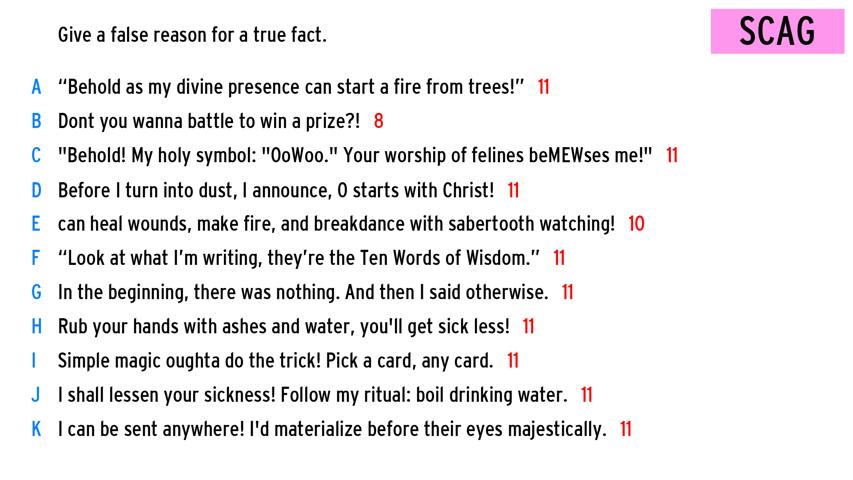 Give a false reason for a true fact.
SCAG
A “Behold as my divine presence can start a fire from trees!” 11
B Dont you wanna battle to win a prize?! 8
C "Behold! My holy symbol: "OoWoo." Your worship of felines beMEWses me!" 11
D Before I turn into dust, I announce, 0 starts with Christ! 11
E can heal wounds, make fire, and breakdance with sabertooth watching! 10
F “Look at what I’m writing, they’re the Ten Words of Wisdom.” 11
G In the beginning, there was nothing. And then I said otherwise. 11
H Rub your hands with ashes and water, you'll get sick less! 11
I Simple magic oughta do the trick! Pick a card, any card. 11
J I shall lessen your sickness! Follow my ritual: boil drinking water. 11
K I can be sent anywhere! I'd materialize before their eyes majestically. 11